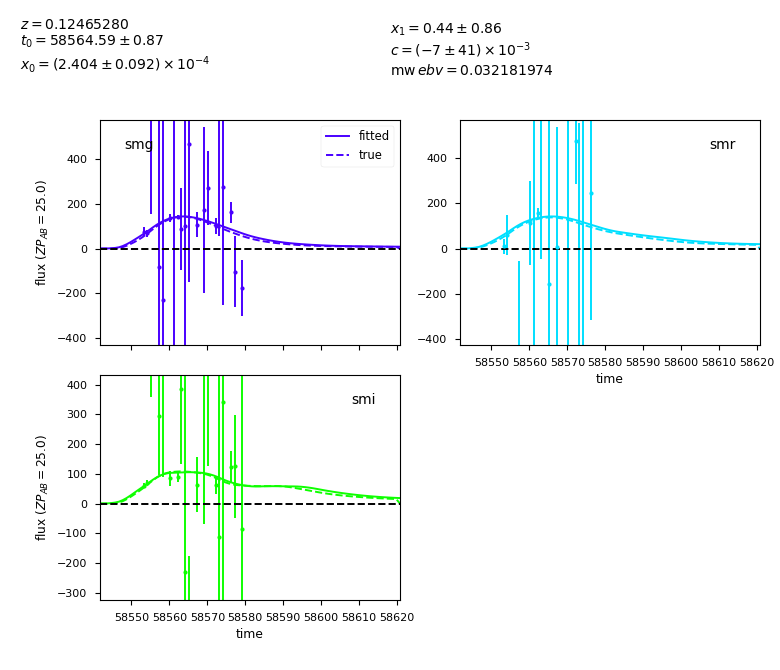 z = 0.12465280
t₀ = 58564.59 ± 0.87
x₀ = (2.404 ± 0.092) × 10⁻⁴
x₁ = 0.44 ± 0.86
c = (−7 ± 41) × 10⁻³
mw ebv = 0.032181974
smg
fitted
true
400
200
0
−200
−400
flux (ZP_AB = 25.0)
smr
400
200
0
−200
−400
58550 58560 58570 58580 58590 58600 58610 58620
time
smi
400
300
200
100
0
−100
−200
−300
flux (ZP_AB = 25.0)
58550 58560 58570 58580 58590 58600 58610 58620
time